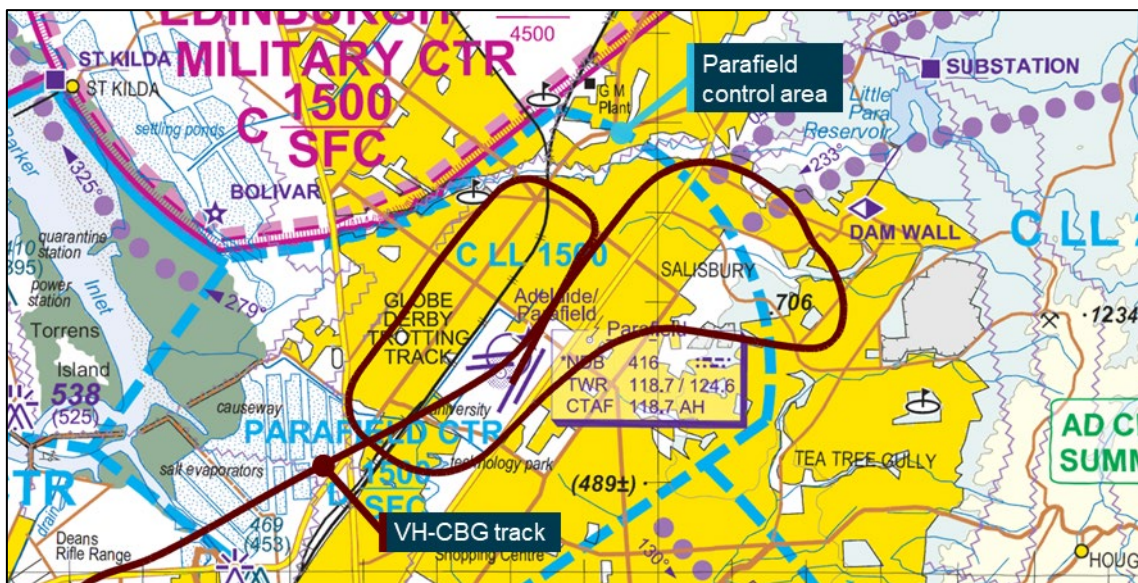 EDINBURGH
MILITARY CTR
C 1500
SFC
4500
ST KILDA
ST KILDA
settling ponds
Parker
Inlet
325°
BOLIVAR
quarantine
station
power
station
279°
Torrens
Island
538
(525)
causeway
salt evaporators
CTR
drain
Deans
Rifle Range
469
(453)
G M
Plant
Parafield
control area
SUBSTATION
Little
Para
Reservoir
233°
DAM WALL
C LL 1500
C LL
GLOBE
DERBY
TROTTING
TRACK
Adelaide/
Parafield
SALISBURY
706
1234
Parafield
*NDB 416
TWR 118.7 / 124.6
CTAF 118.7 AH
university
PARAFIELD CTR
technology park
1500
SFC
(489±)
TEA TREE GULLY
AD C
SUMM
VH-CBG track
Shopping Centre
130°
HOUG